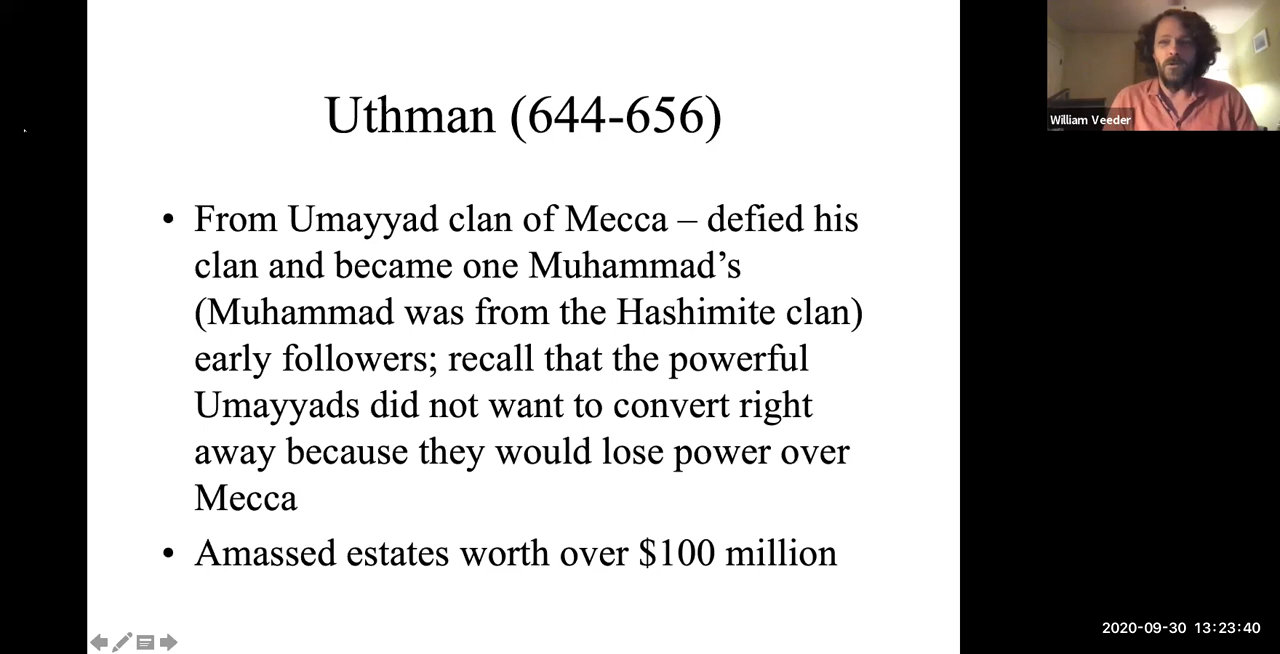 Uthman (644-656)
• From Umayyad clan of Mecca – defied his
clan and became one Muhammad’s
(Muhammad was from the Hashimite clan)
early followers; recall that the powerful
Umayyads did not want to convert right
away because they would lose power over
Mecca
• Amassed estates worth over $100 million
William Veeder
2020-09-30 13:23:40